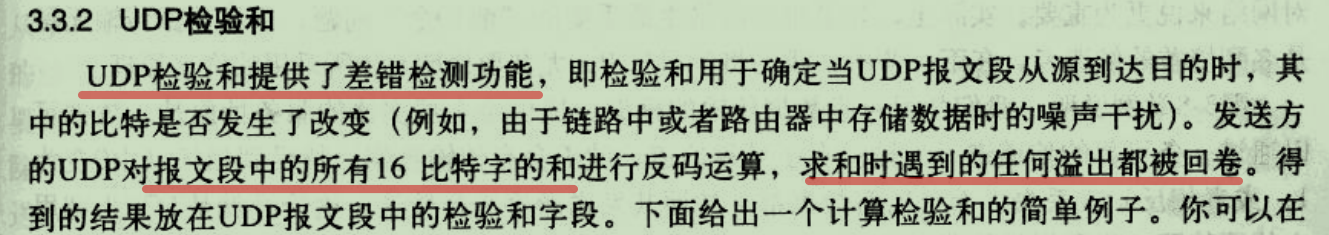 3.3.2 UDP检验和
UDP检验和提供了差错检测功能，即检验和用于确定当UDP报文段从源到达目的时，其
中的比特是否发生了改变（例如，由于链路中或者路由器中存储数据时的噪声干扰）。发送方
的UDP对报文段中的所有16 比特字的和进行反码运算，求和时遇到的任何溢出都被回卷。得
到的结果放在UDP报文段中的检验和字段。下面给出一个计算检验和的简单例子。你可以在